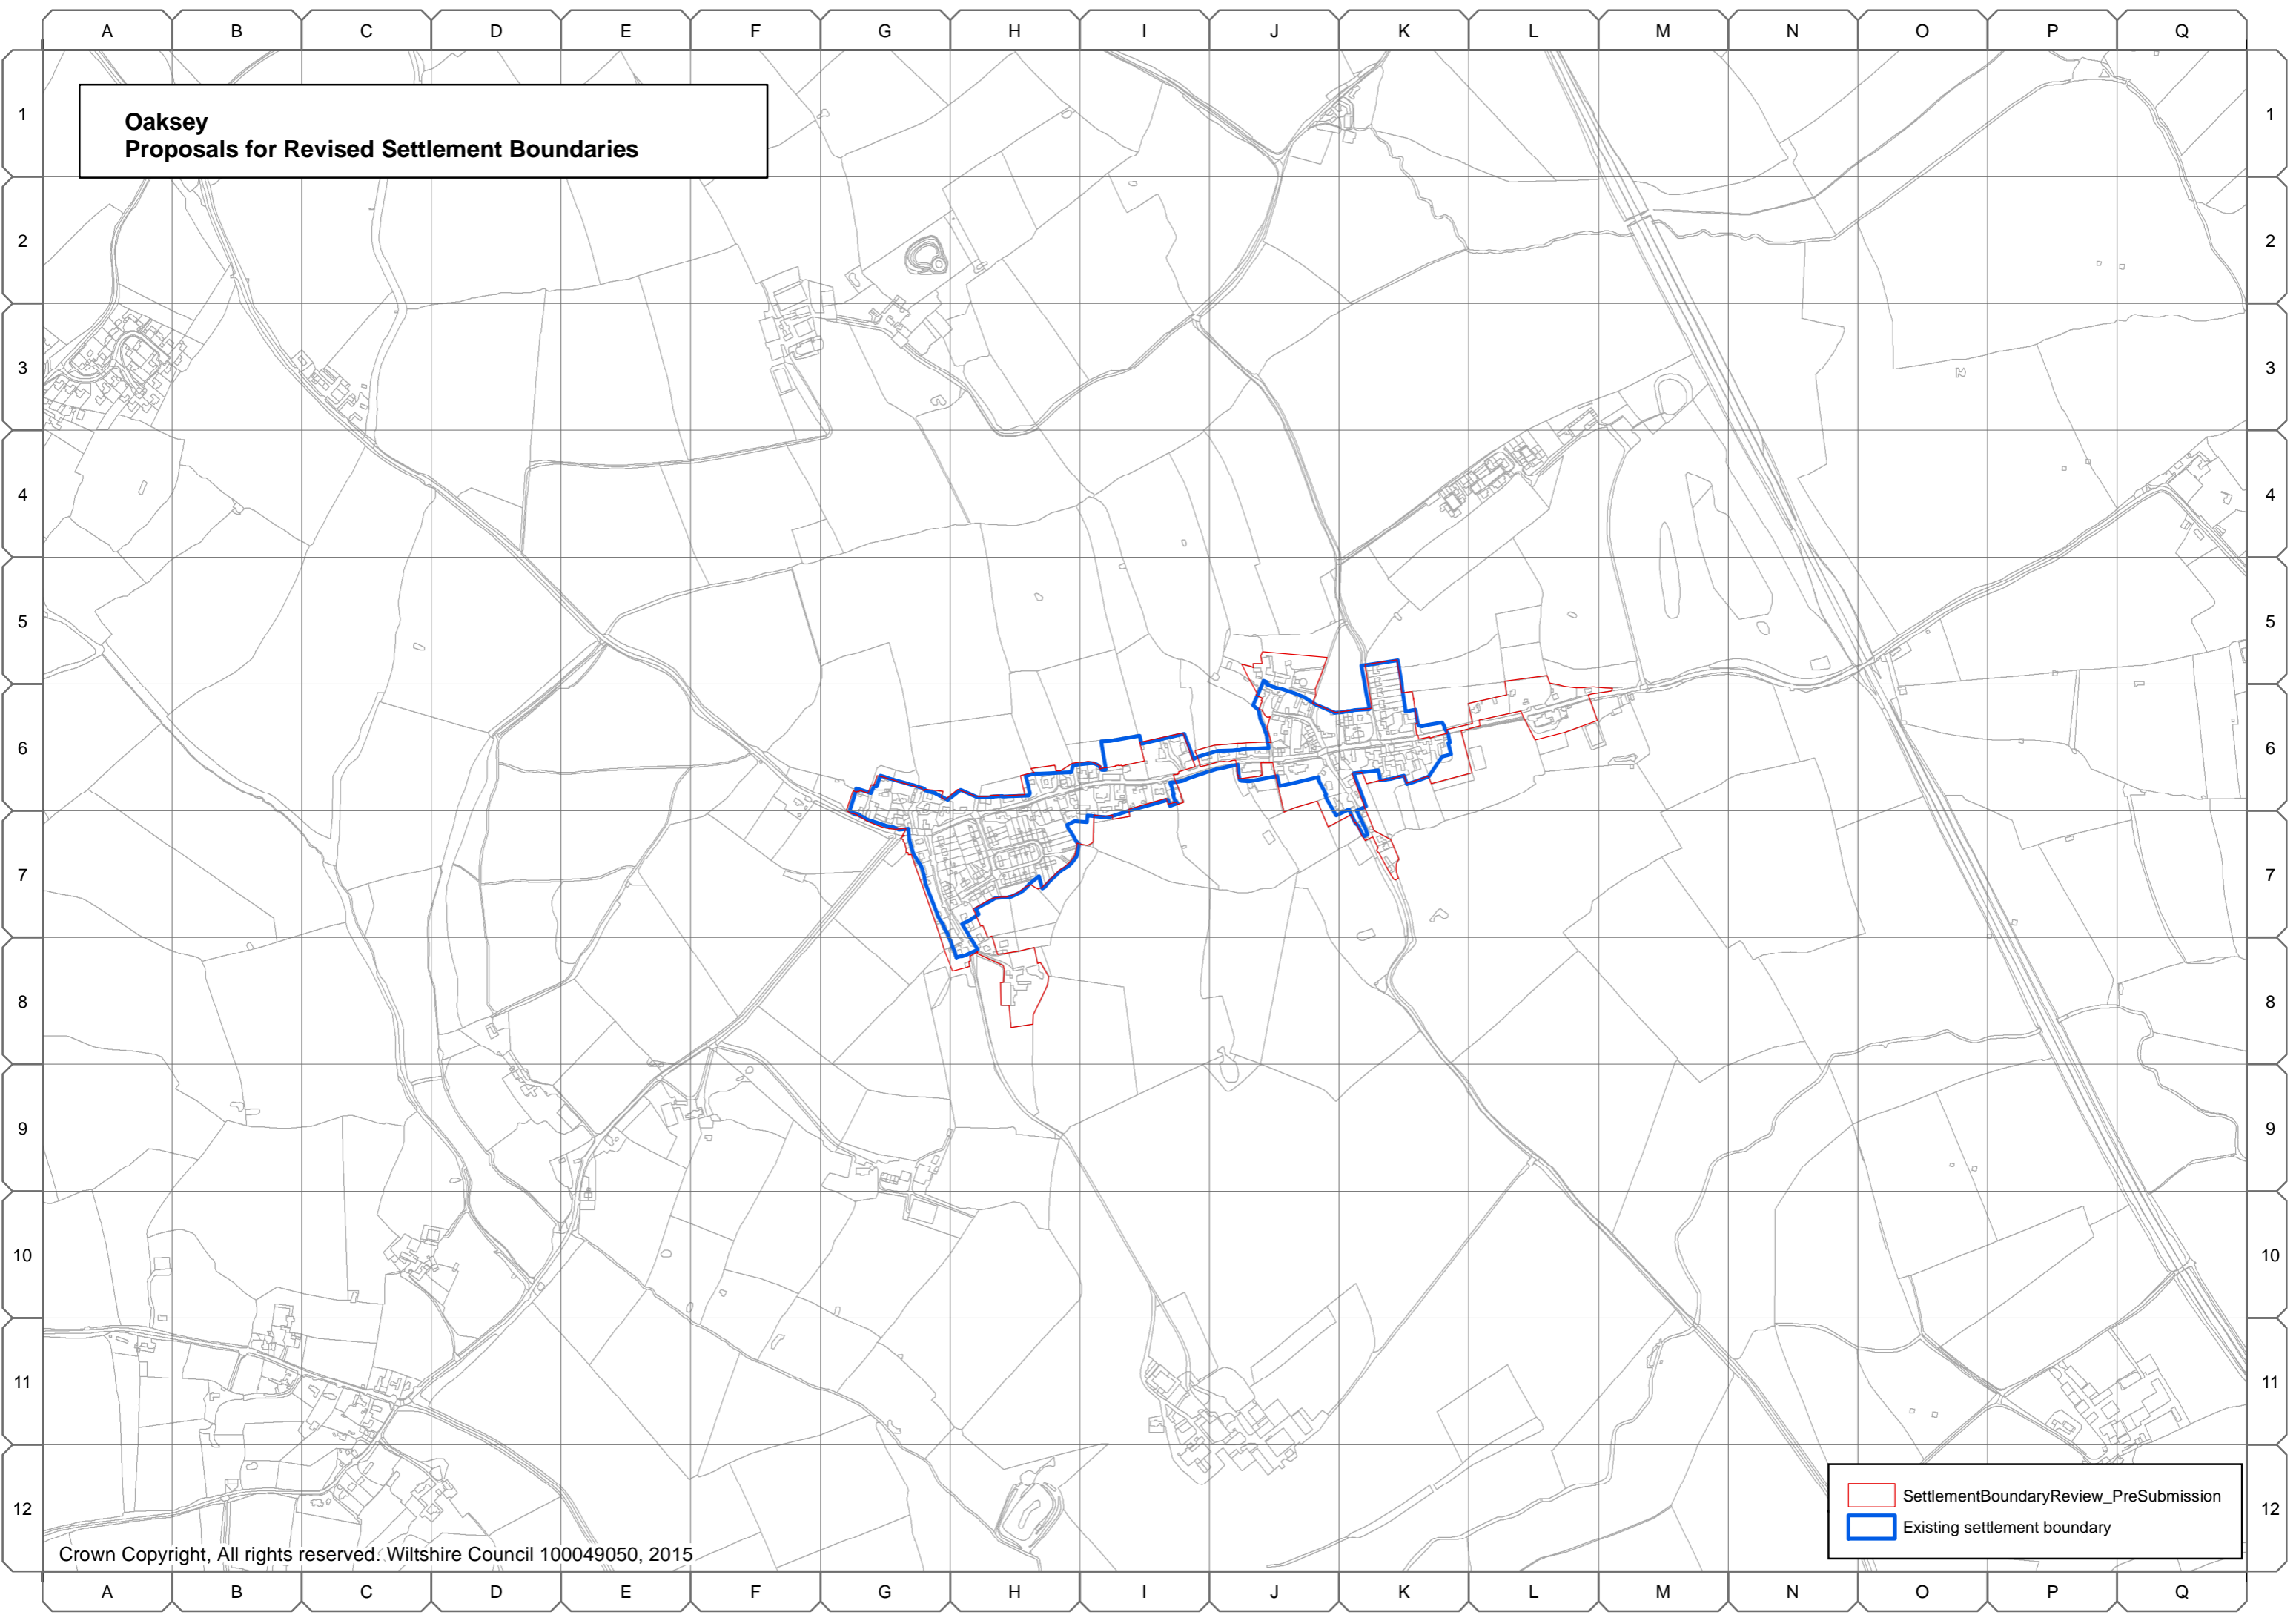 A B C D E F G H I J K L M N O P Q
Oaksey
Proposals for Revised Settlement Boundaries
1 1
2 2
3 3
4 4
5 5
6 6
7 7
8 8
9 9
10 10
11 11
12 12
SettlementBoundaryReview_PreSubmission
Existing settlement boundary
Crown Copyright, All rights reserved. Wiltshire Council 100049050, 2015
A B C D E F G H I J K L M N O P Q